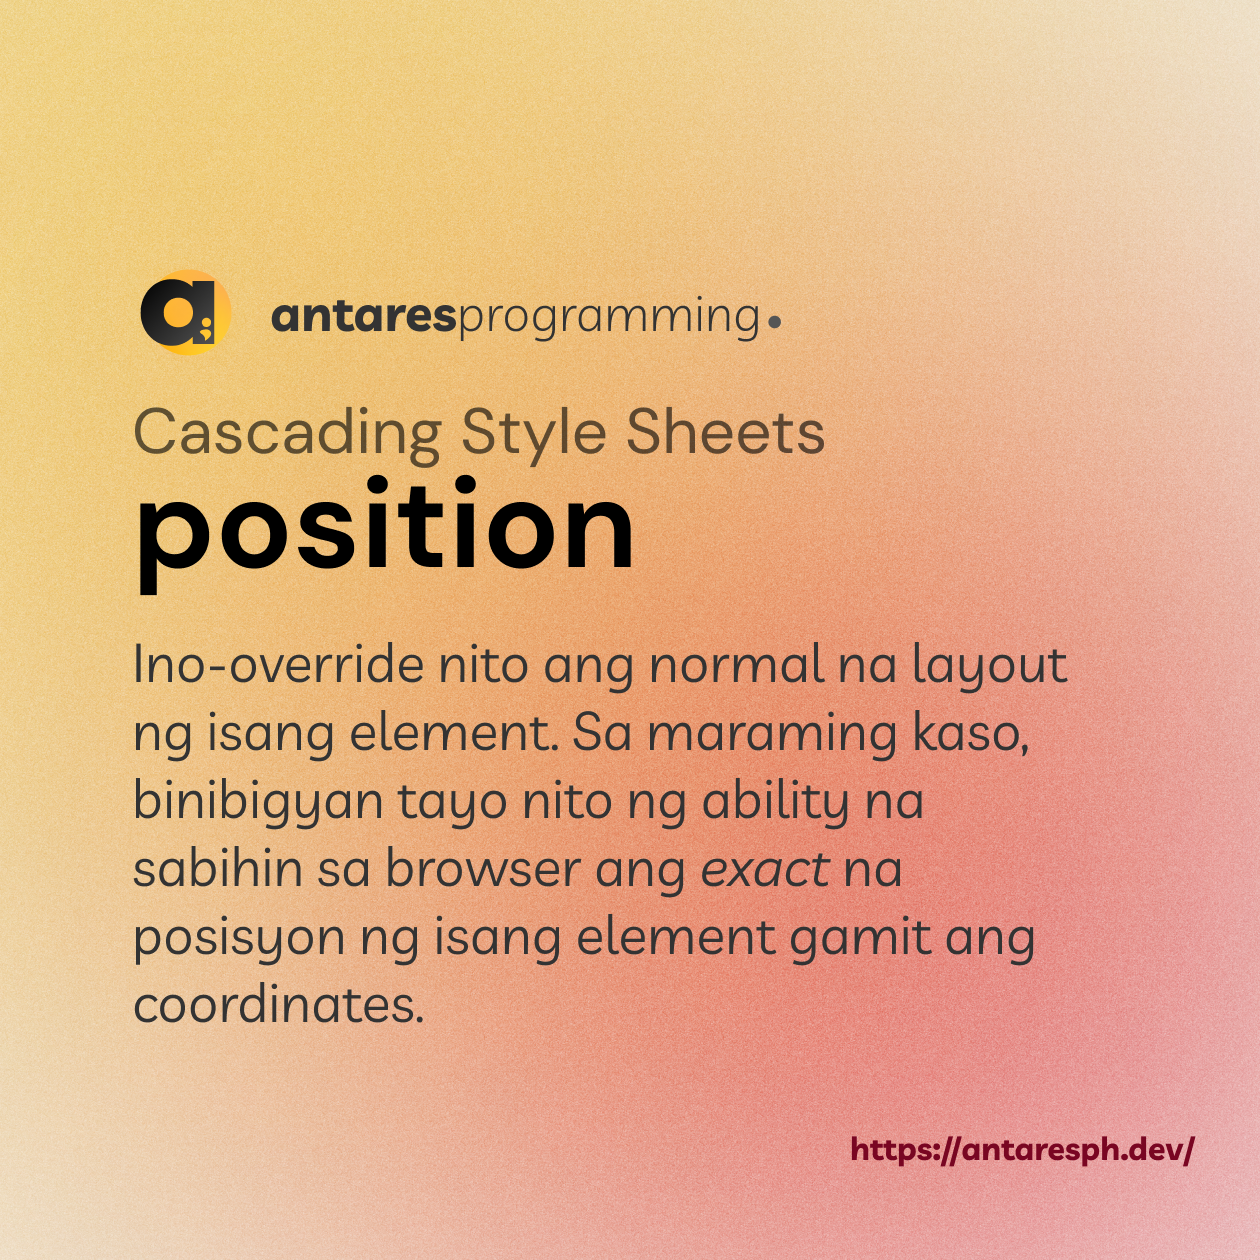 antaresprogramming.
Cascading Style Sheets
position
Ino-override nito ang normal na layout
ng isang element. Sa maraming kaso,
binibigyan tayo nito ng ability na
sabihin sa browser ang exact na
posisyon ng isang element gamit ang
coordinates.
https://antaresph.dev/